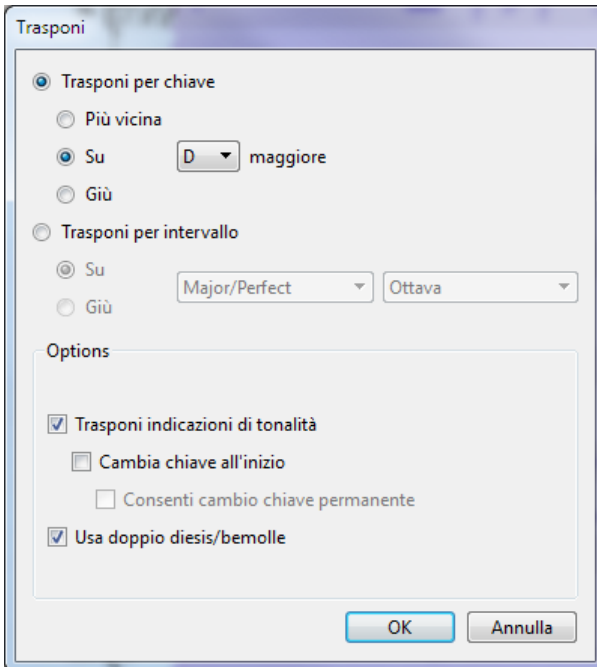 Trasponi
Trasponi per chiave
Più vicina
Su D maggiore
Giù
Trasponi per intervallo
Su
Major/Perfect Ottava
Giù
Options
Trasponi indicazioni di tonalità
Cambia chiave all'inizio
Consenti cambio chiave permanente
Usa doppio diesis/bemolle
OK Annulla